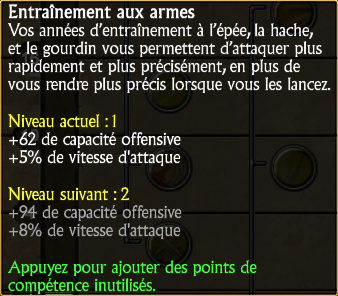 Entraînement aux armes
Vos années d'entraînement à l'épée, la hache,
et le gourdin vous permettent d'attaquer plus
rapidement et plus précisément, en plus de
vous rendre plus précis lorsque vous les lancez.
Niveau actuel : 1
+62 de capacité offensive
+5% de vitesse d'attaque
Niveau suivant : 2
+94 de capacité offensive
+8% de vitesse d'attaque
Appuyez pour ajouter des points de
compétence inutilisés.